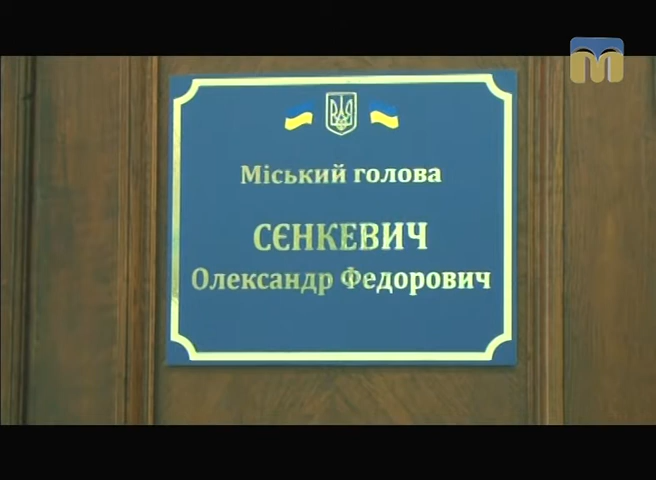 Міський голова
СЄНКЕВИЧ
Олександр Федорович